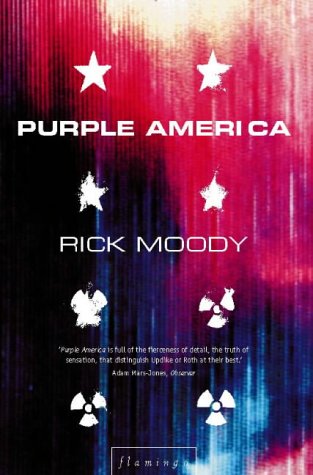 PURPLE AMERICA
RICK MOODY
'Purple America is full of the fierceness of detail, the truth of
sensation, that distinguish Updike or Roth at their best.'
Adam Mars-Jones, Observer
flamingo